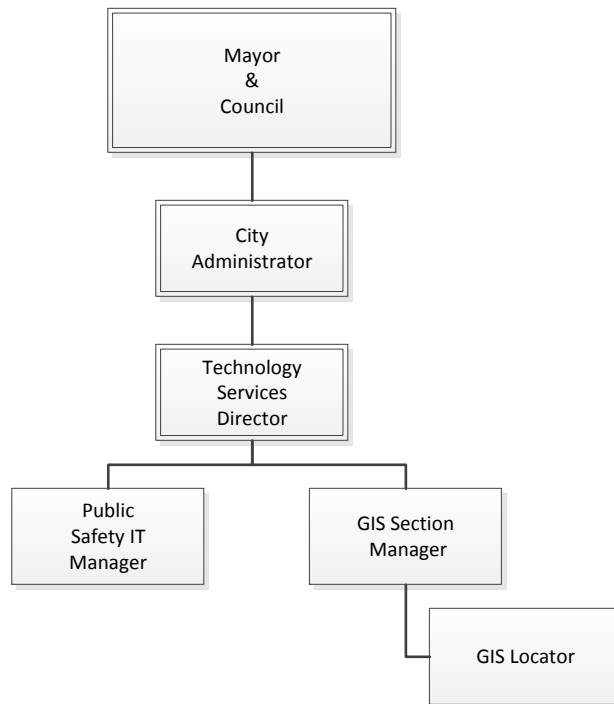 Mayor
&
Council
City
Administrator
Technology
Services
Director
Public
Safety IT
Manager
GIS Section
Manager
GIS Locator